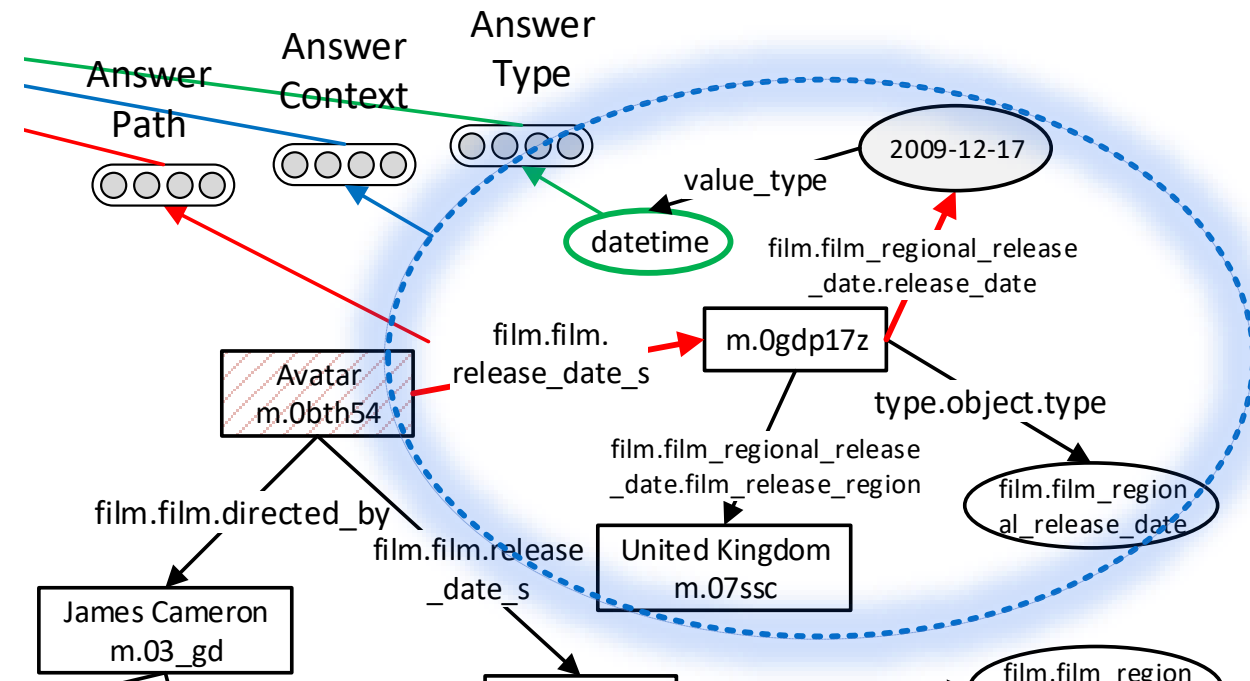 Answer
Path
Answer
Context
Answer
Type
2009-12-17
value_type
datetime
film.film_regional_release
_date.release_date
film.film.
release_date_s
m.0gdp17z
Avatar
m.0bth54
type.object.type
film.film_regional_release
_date.film_release_region
film.film_region
al_release_date
film.film.directed_by
film.film.release
_date_s
United Kingdom
m.07ssc
James Cameron
m.03_gd
film.film_region